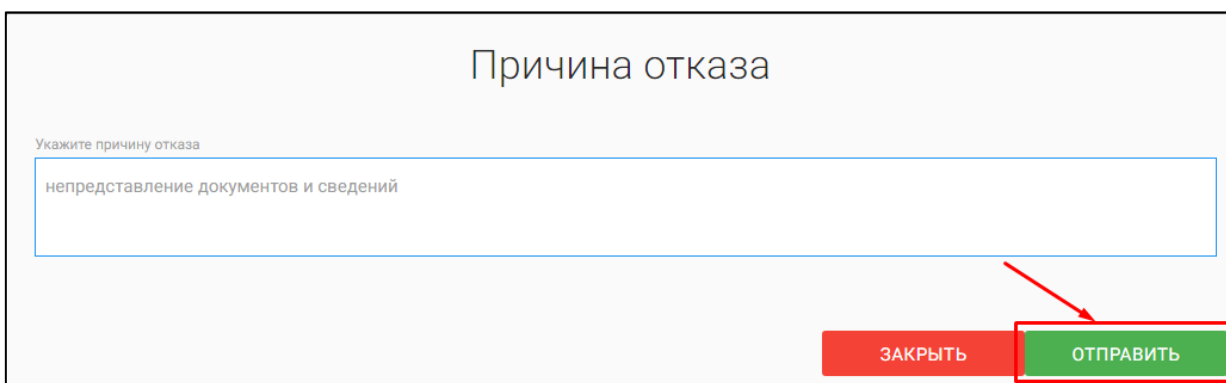 Причина отказа
Укажите причину отказа
непредставление документов и сведений
ЗАКРЫТЬ
ОТПРАВИТЬ